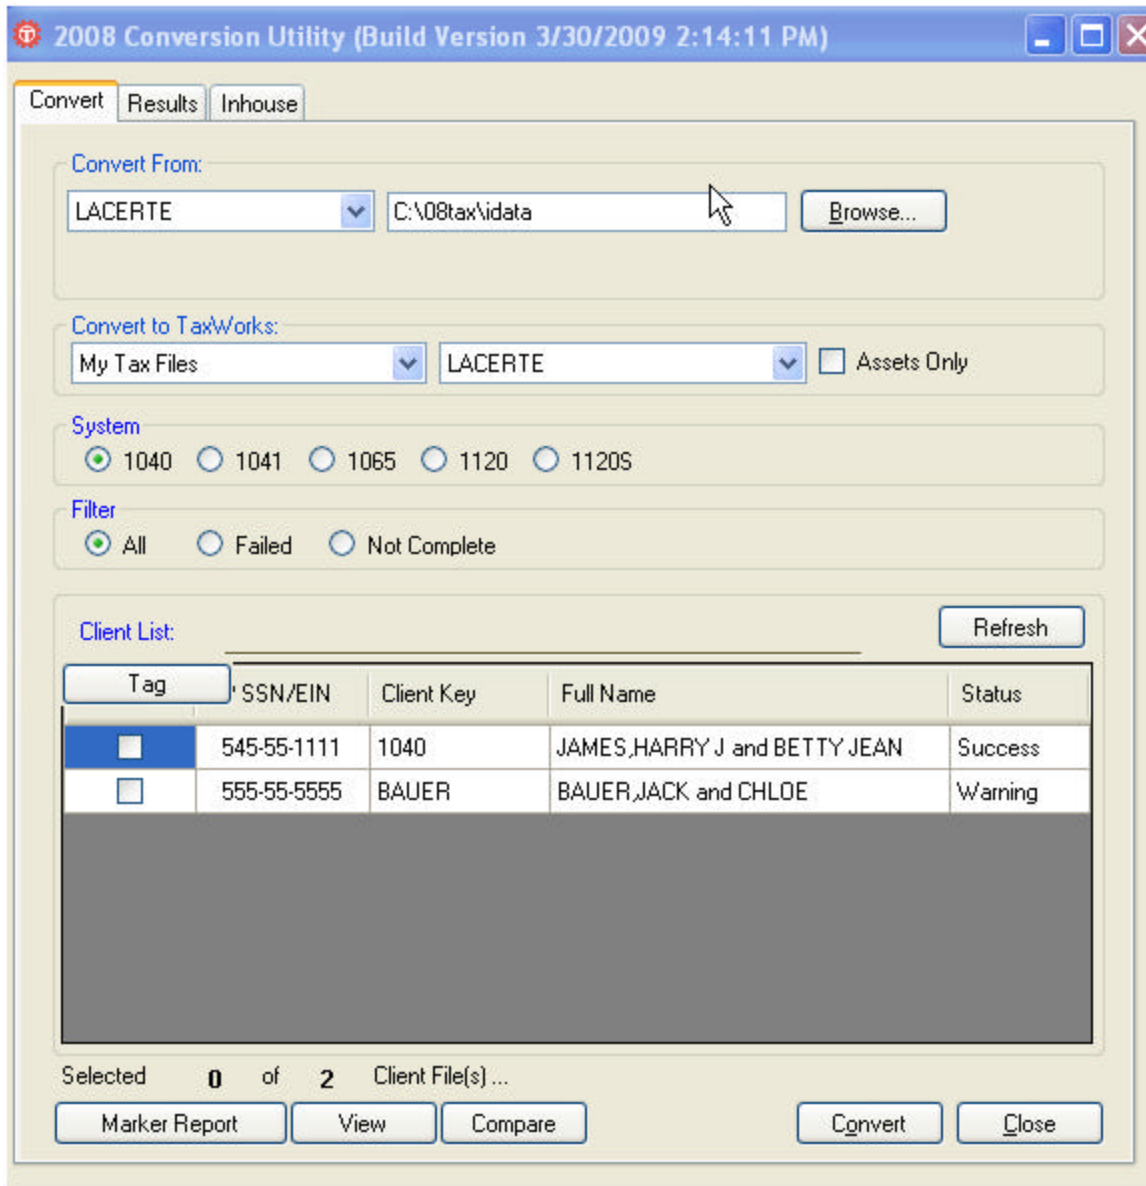 2008 Conversion Utility (Build Version 3/30/2009 2:14:11 PM)
Convert Results Inhouse
Convert From:
LACERTE C:\08tax\idata Browse...
Convert to TaxWorks:
My Tax Files LACERTE Assets Only
System
1040 1041 1065 1120 1120S
Filter
All Failed Not Complete
Client List: Refresh
Tag ' SSN/EIN Client Key Full Name Status
545-55-1111 1040 JAMES,HARRY J and BETTY JEAN Success
555-55-5555 BAUER BAUER,JACK and CHLOE Warning
Selected 0 of 2 Client File(s) ...
Marker Report View Compare Convert Close